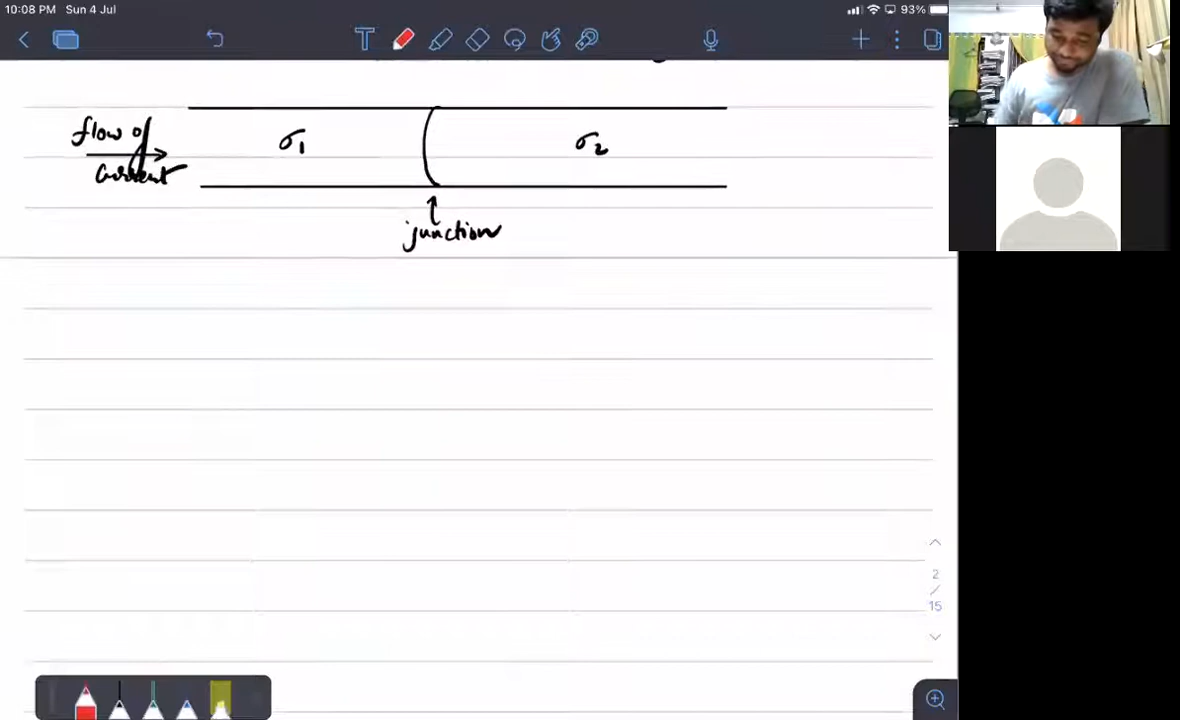 10:08 PM Sun 4 Jul
93%
T
flow of
current
σ1
σ2
junction
2
/
15